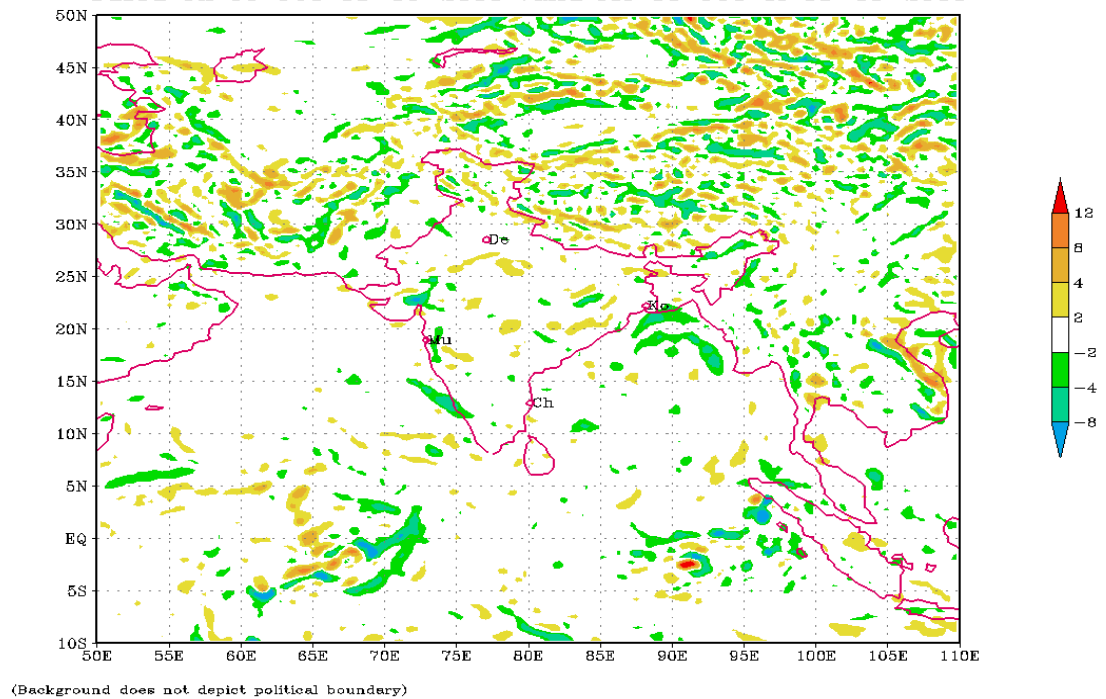 50N
45N
40N
35N
30N
25N
20N
15N
10N
5N
EQ
5S
10S
50E 55E 60E 65E 70E 75E 80E 85E 90E 95E 100E 105E 110E
De
Ko
Mu
Ch
12
8
4
2
-2
-4
-8
(Background does not depict political boundary)